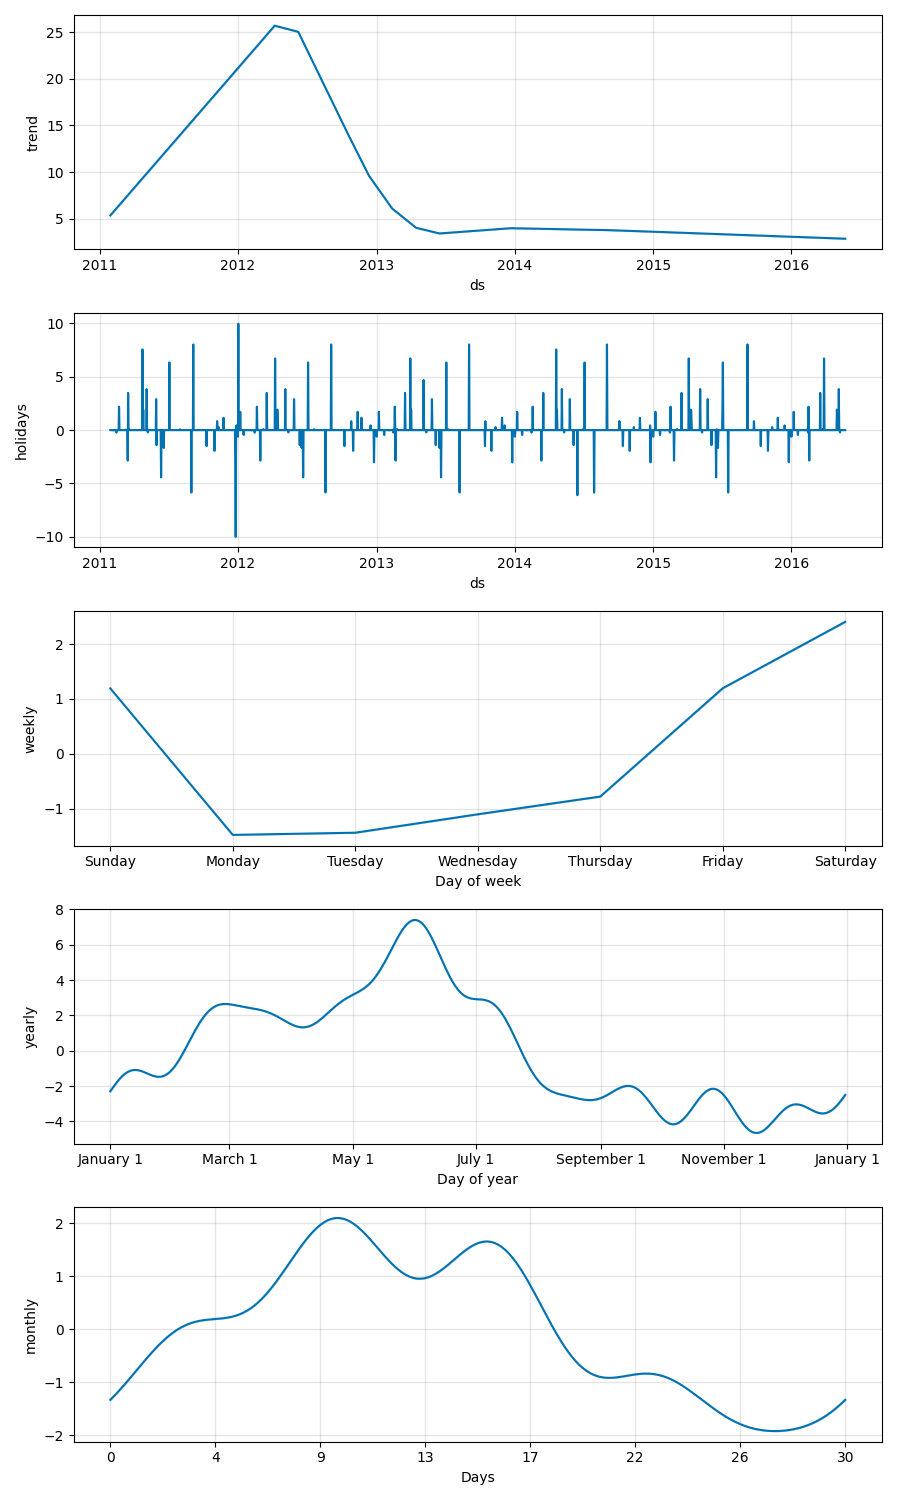 25
20
15
10
5
trend
2011 2012 2013 2014 2015 2016
ds
10
5
0
−5
−10
holidays
2011 2012 2013 2014 2015 2016
ds
2
1
0
−1
weekly
Sunday Monday Tuesday Wednesday Thursday Friday Saturday
Day of week
8
6
4
2
0
−2
−4
yearly
January 1 March 1 May 1 July 1 September 1 November 1 January 1
Day of year
2
1
0
−1
−2
monthly
0 4 9 13 17 22 26 30
Days